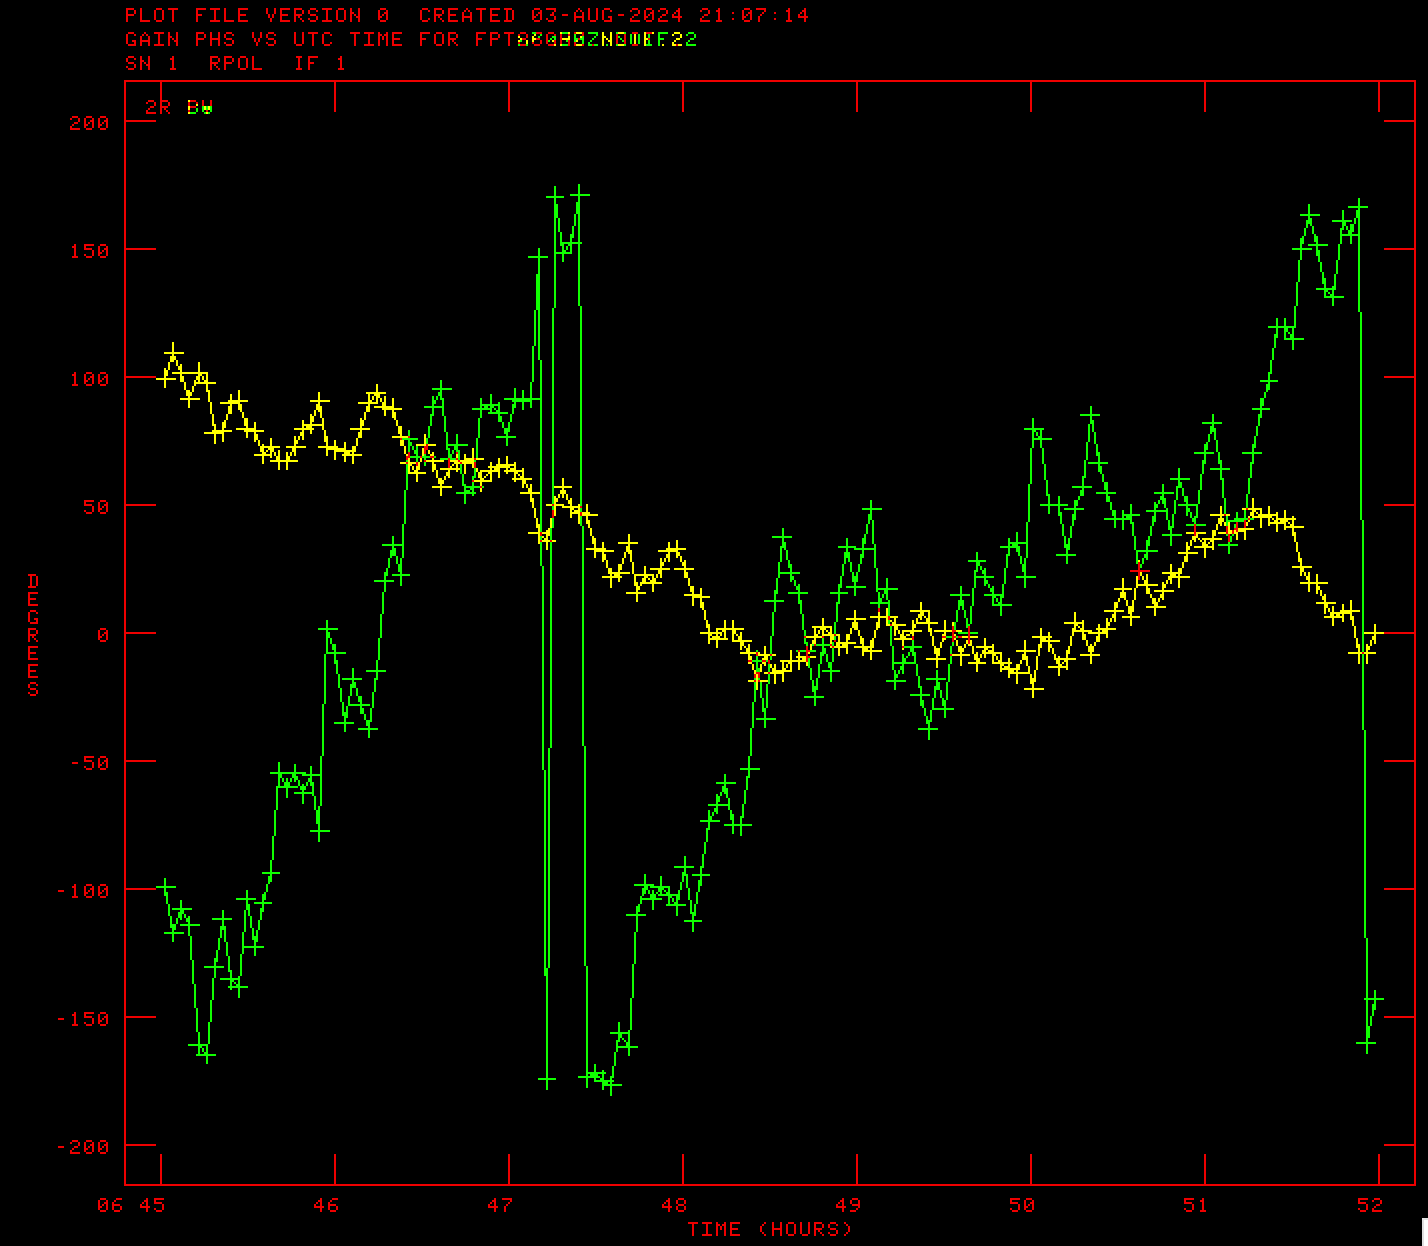 PLOT FILE VERSION 0 CREATED 03-AUG-2024 21:07:14
GAIN PHS VS UTC TIME FOR
SN 1 RPOL IF 1
2R
200
150
100
50
0
-50
-100
-150
-200
DEGREES
06 45 46 47 48 49 50 51 52
TIME (HOURS)